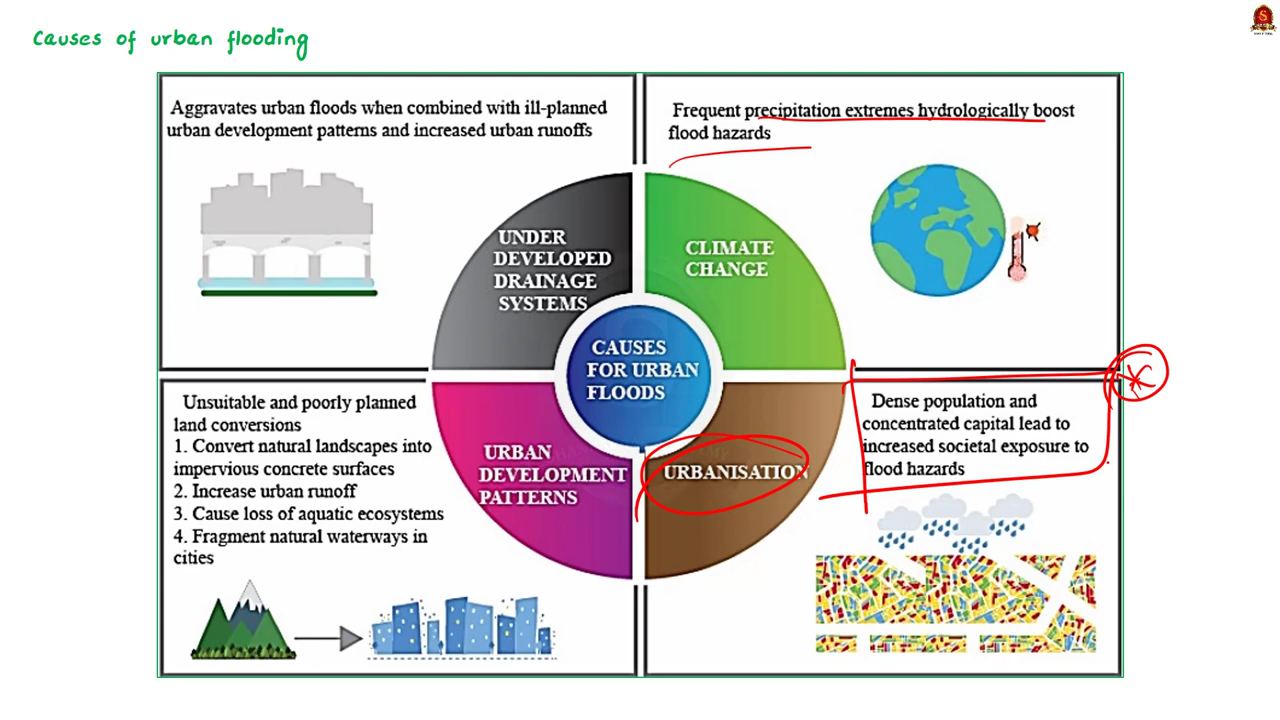 Causes of urban flooding
Aggravates urban floods when combined with ill-planned
urban development patterns and increased urban runoffs
Frequent precipitation extremes hydrologically boost
flood hazards
UNDER
DEVELOPED
DRAINAGE
SYSTEMS
CLIMATE
CHANGE
CAUSES
FOR URBAN
FLOODS
Unsuitable and poorly planned
land conversions
1. Convert natural landscapes into
impervious concrete surfaces
2. Increase urban runoff
3. Cause loss of aquatic ecosystems
4. Fragment natural waterways in
cities
URBAN
DEVELOPMENT
PATTERNS
URBANISATION
Dense population and
concentrated capital lead to
increased societal exposure to
flood hazards